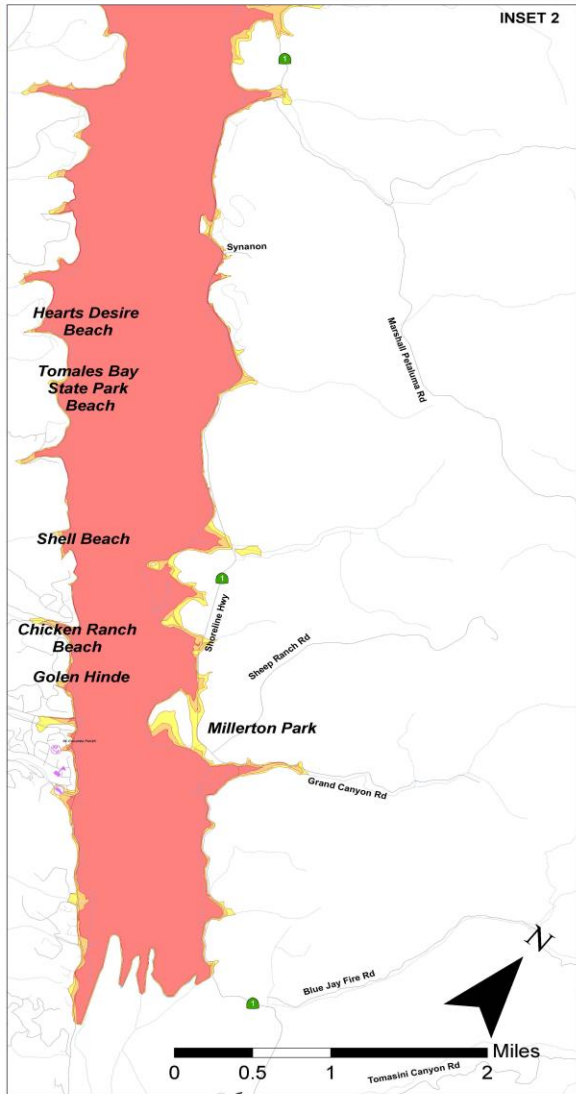 INSET 2
1
Synanon
Hearts Desire
Beach
Marshall Petaluma Rd
Tomales Bay
State Park
Beach
Shell Beach
1
Shoreline Hwy
Chicken Ranch
Beach
Sheep Ranch Rd
Golen Hinde
Millerton Park
Grand Canyon Rd
N
Blue Jay Fire Rd
1
Miles
0 0.5 1 2
Tomasini Canyon Rd